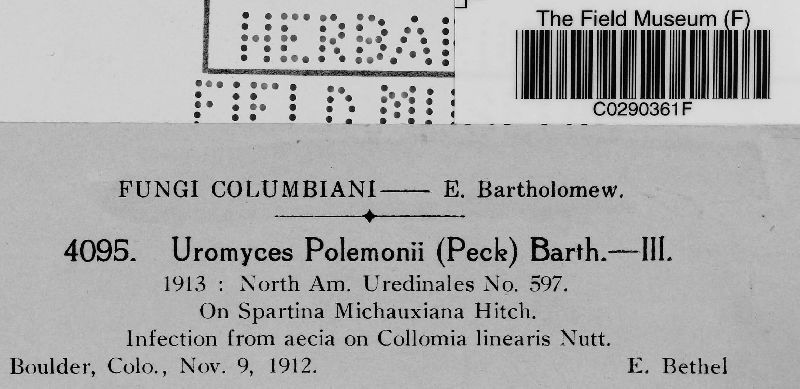 HERBA
The Field Museum (F)
C0290361F
FUNGI COLUMBIANI—— E. Bartholomew.
4095. Uromyces Polemonii (Peck) Barth.—III.
1913 : North Am. Uredinales No. 597.
On Spartina Michauxiana Hitch.
Infection from aecia on Collomia linearis Nutt.
Boulder, Colo., Nov. 9, 1912. E. Bethel